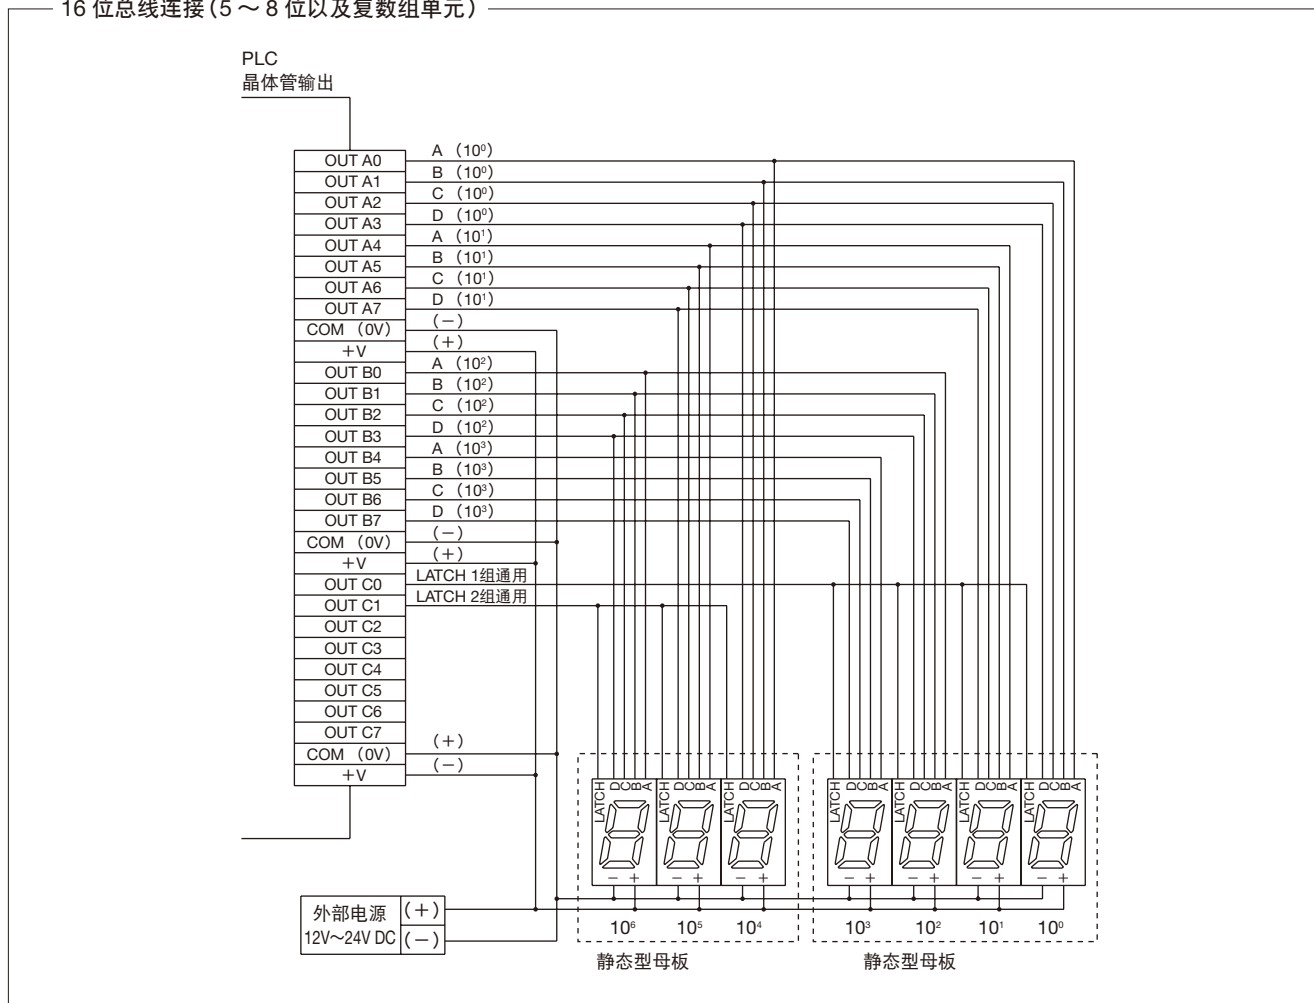 16 位总线连接（5 ～ 8 位以及复数组单元）
PLC
晶体管输出
OUT A0 A （10⁰）
OUT A1 B （10⁰）
OUT A2 C （10⁰）
OUT A3 D （10⁰）
OUT A4 A （10¹）
OUT A5 B （10¹）
OUT A6 C （10¹）
OUT A7 D （10¹）
COM （0V） （－）
＋V （＋）
OUT B0 A （10²）
OUT B1 B （10²）
OUT B2 C （10²）
OUT B3 D （10²）
OUT B4 A （10³）
OUT B5 B （10³）
OUT B6 C （10³）
OUT B7 D （10³）
COM （0V） （－）
＋V （＋）
OUT C0 LATCH 1组通用
OUT C1 LATCH 2组通用
OUT C2
OUT C3
OUT C4
OUT C5
OUT C6
OUT C7
COM （0V） （＋）
＋V （－）
LATCH D C B A LATCH D C B A LATCH D C B A LATCH D C B A LATCH D C B A LATCH D C B A LATCH D C B A
－ ＋ － ＋ － ＋ － ＋ － ＋ － ＋ － ＋
外部电源 （＋）
12V～24V DC （－）
10⁶ 10⁵ 10⁴ 10³ 10² 10¹ 10⁰
静态型母板 静态型母板